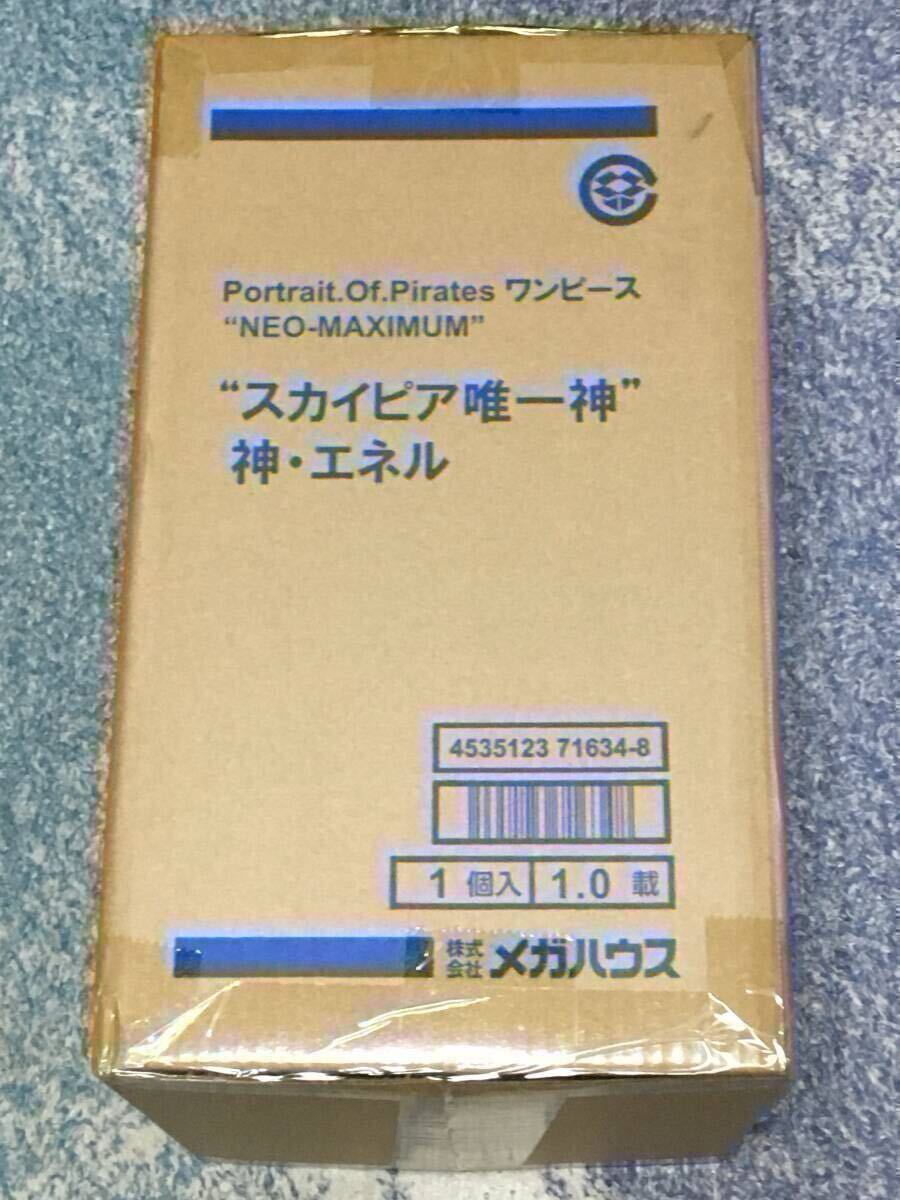 Portrait.Of.Pirates ワンピース
“NEO-MAXIMUM”
“スカイピア唯一神”
神・エネル
4535123 71634-8
1 個入 1.0 載
株式会社 メガハウス